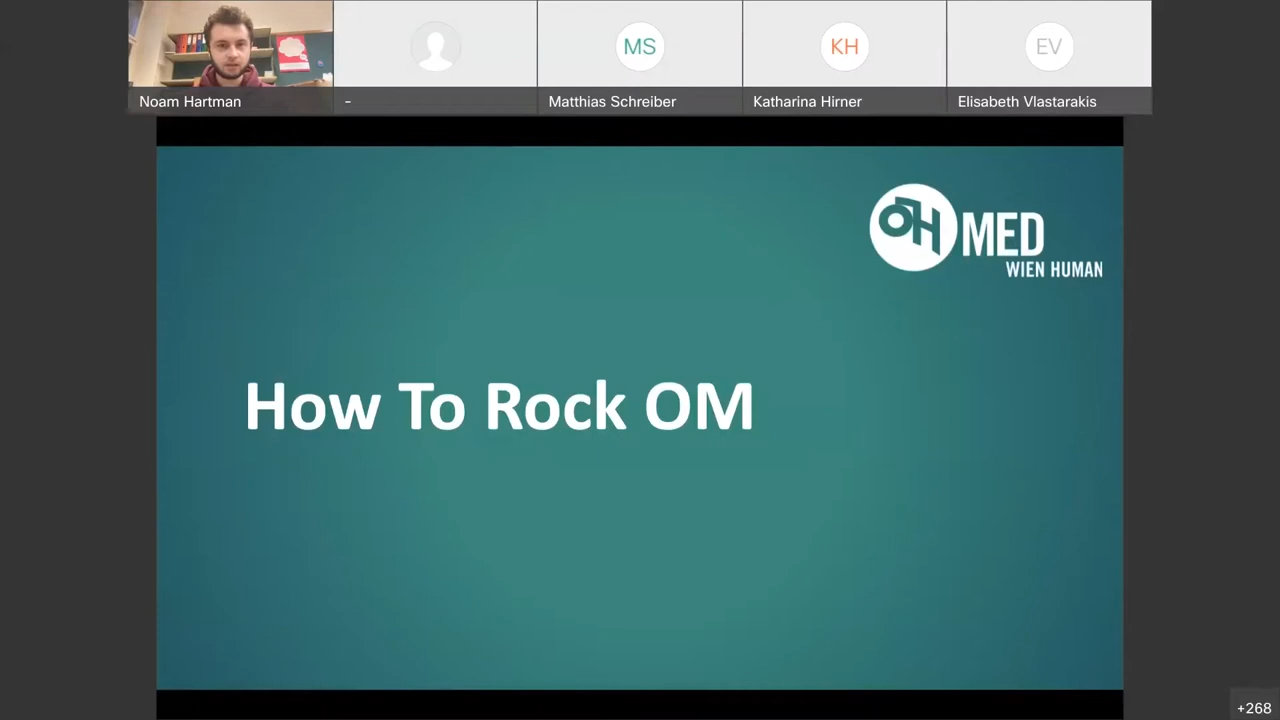 Noam Hartman
-
MS
Matthias Schreiber
KH
Katharina Hirner
EV
Elisabeth Vlastarakis
ÖH MED
WIEN HUMAN
How To Rock OM
+268